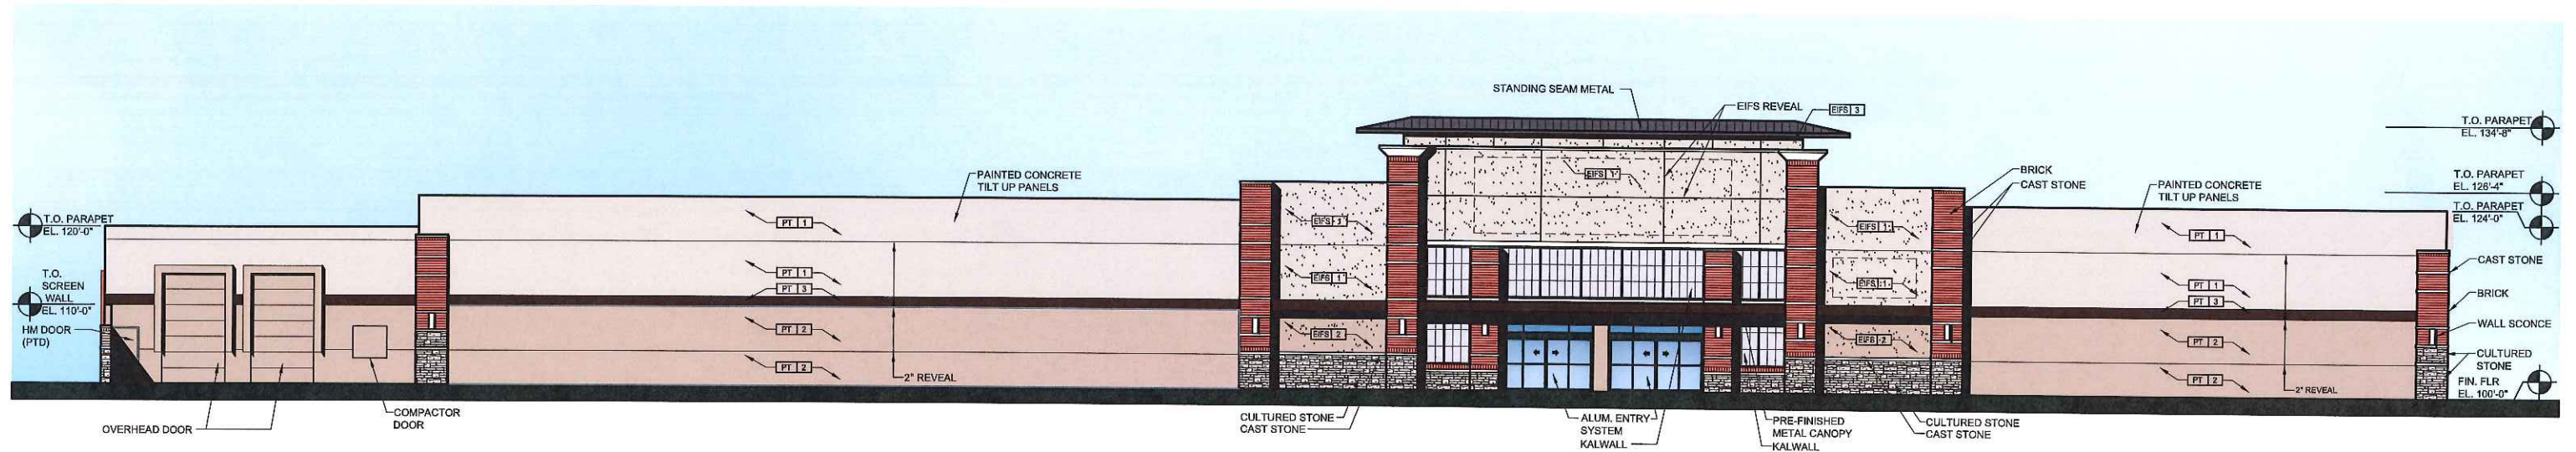 STANDING SEAM METAL
EIFS REVEAL
EIFS 3
T.O. PARAPET
EL. 134'-8"
BRICK
CAST STONE
PAINTED CONCRETE
TILT UP PANELS
PAINTED CONCRETE
TILT UP PANELS
T.O. PARAPET
EL. 126'-4"
T.O. PARAPET
EL. 124'-0"
T.O. PARAPET
EL. 120'-0"
EIFS 1
PT 1
EIFS 1
EIFS 1
PT 1
T.O.
SCREEN
WALL
EL. 110'-0"
PT 1
PT 3
EIFS 1
EIFS 1
PT 1
PT 3
CAST STONE
BRICK
HM DOOR
(PTD)
PT 2
EIFS 2
EIFS 2
PT 2
WALL SCONCE
PT 2
2" REVEAL
PT 2
2" REVEAL
CULTURED
STONE
FIN. FLR
EL. 100'-0"
OVERHEAD DOOR
COMPACTOR
DOOR
CULTURED STONE
CAST STONE
ALUM. ENTRY
SYSTEM
KALWALL
PRE-FINISHED
METAL CANOPY
KALWALL
CULTURED STONE
CAST STONE